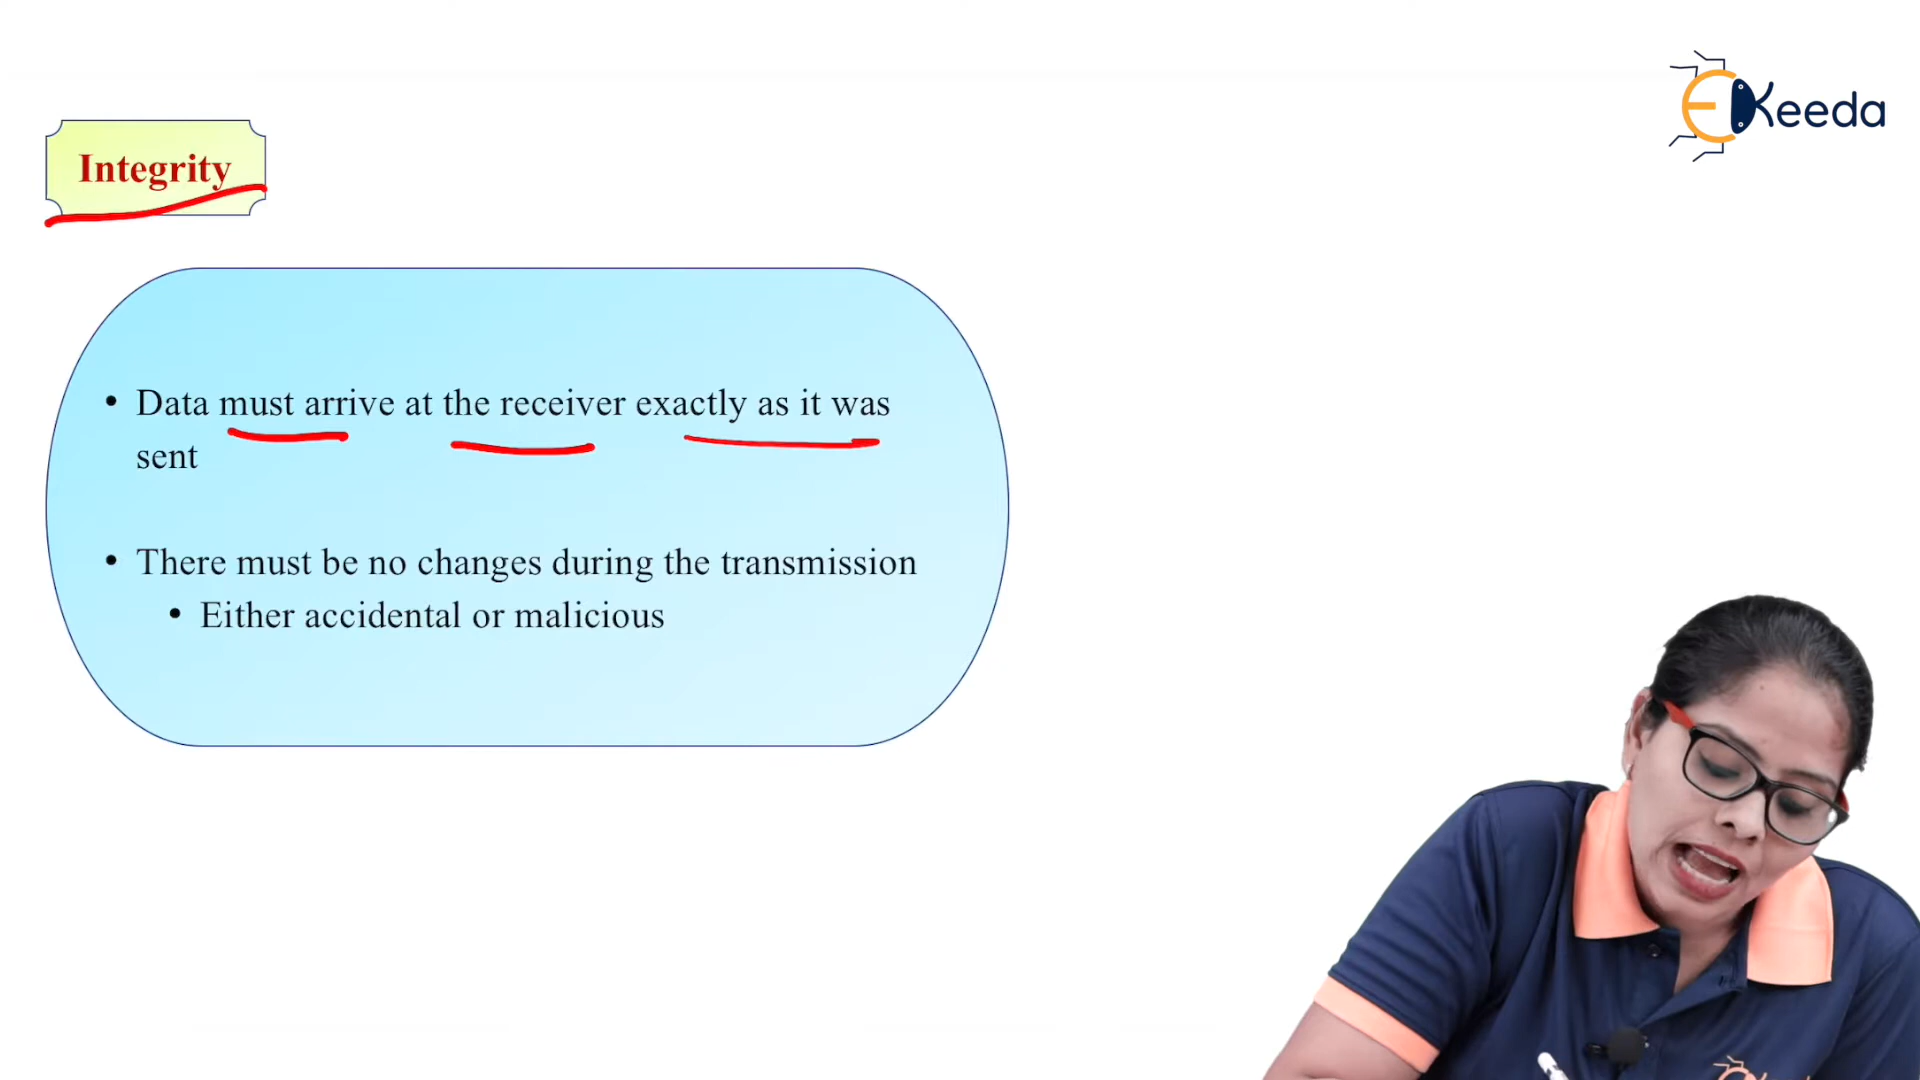 EKeeda
Integrity
• Data must arrive at the receiver exactly as it was
sent
• There must be no changes during the transmission
• Either accidental or malicious